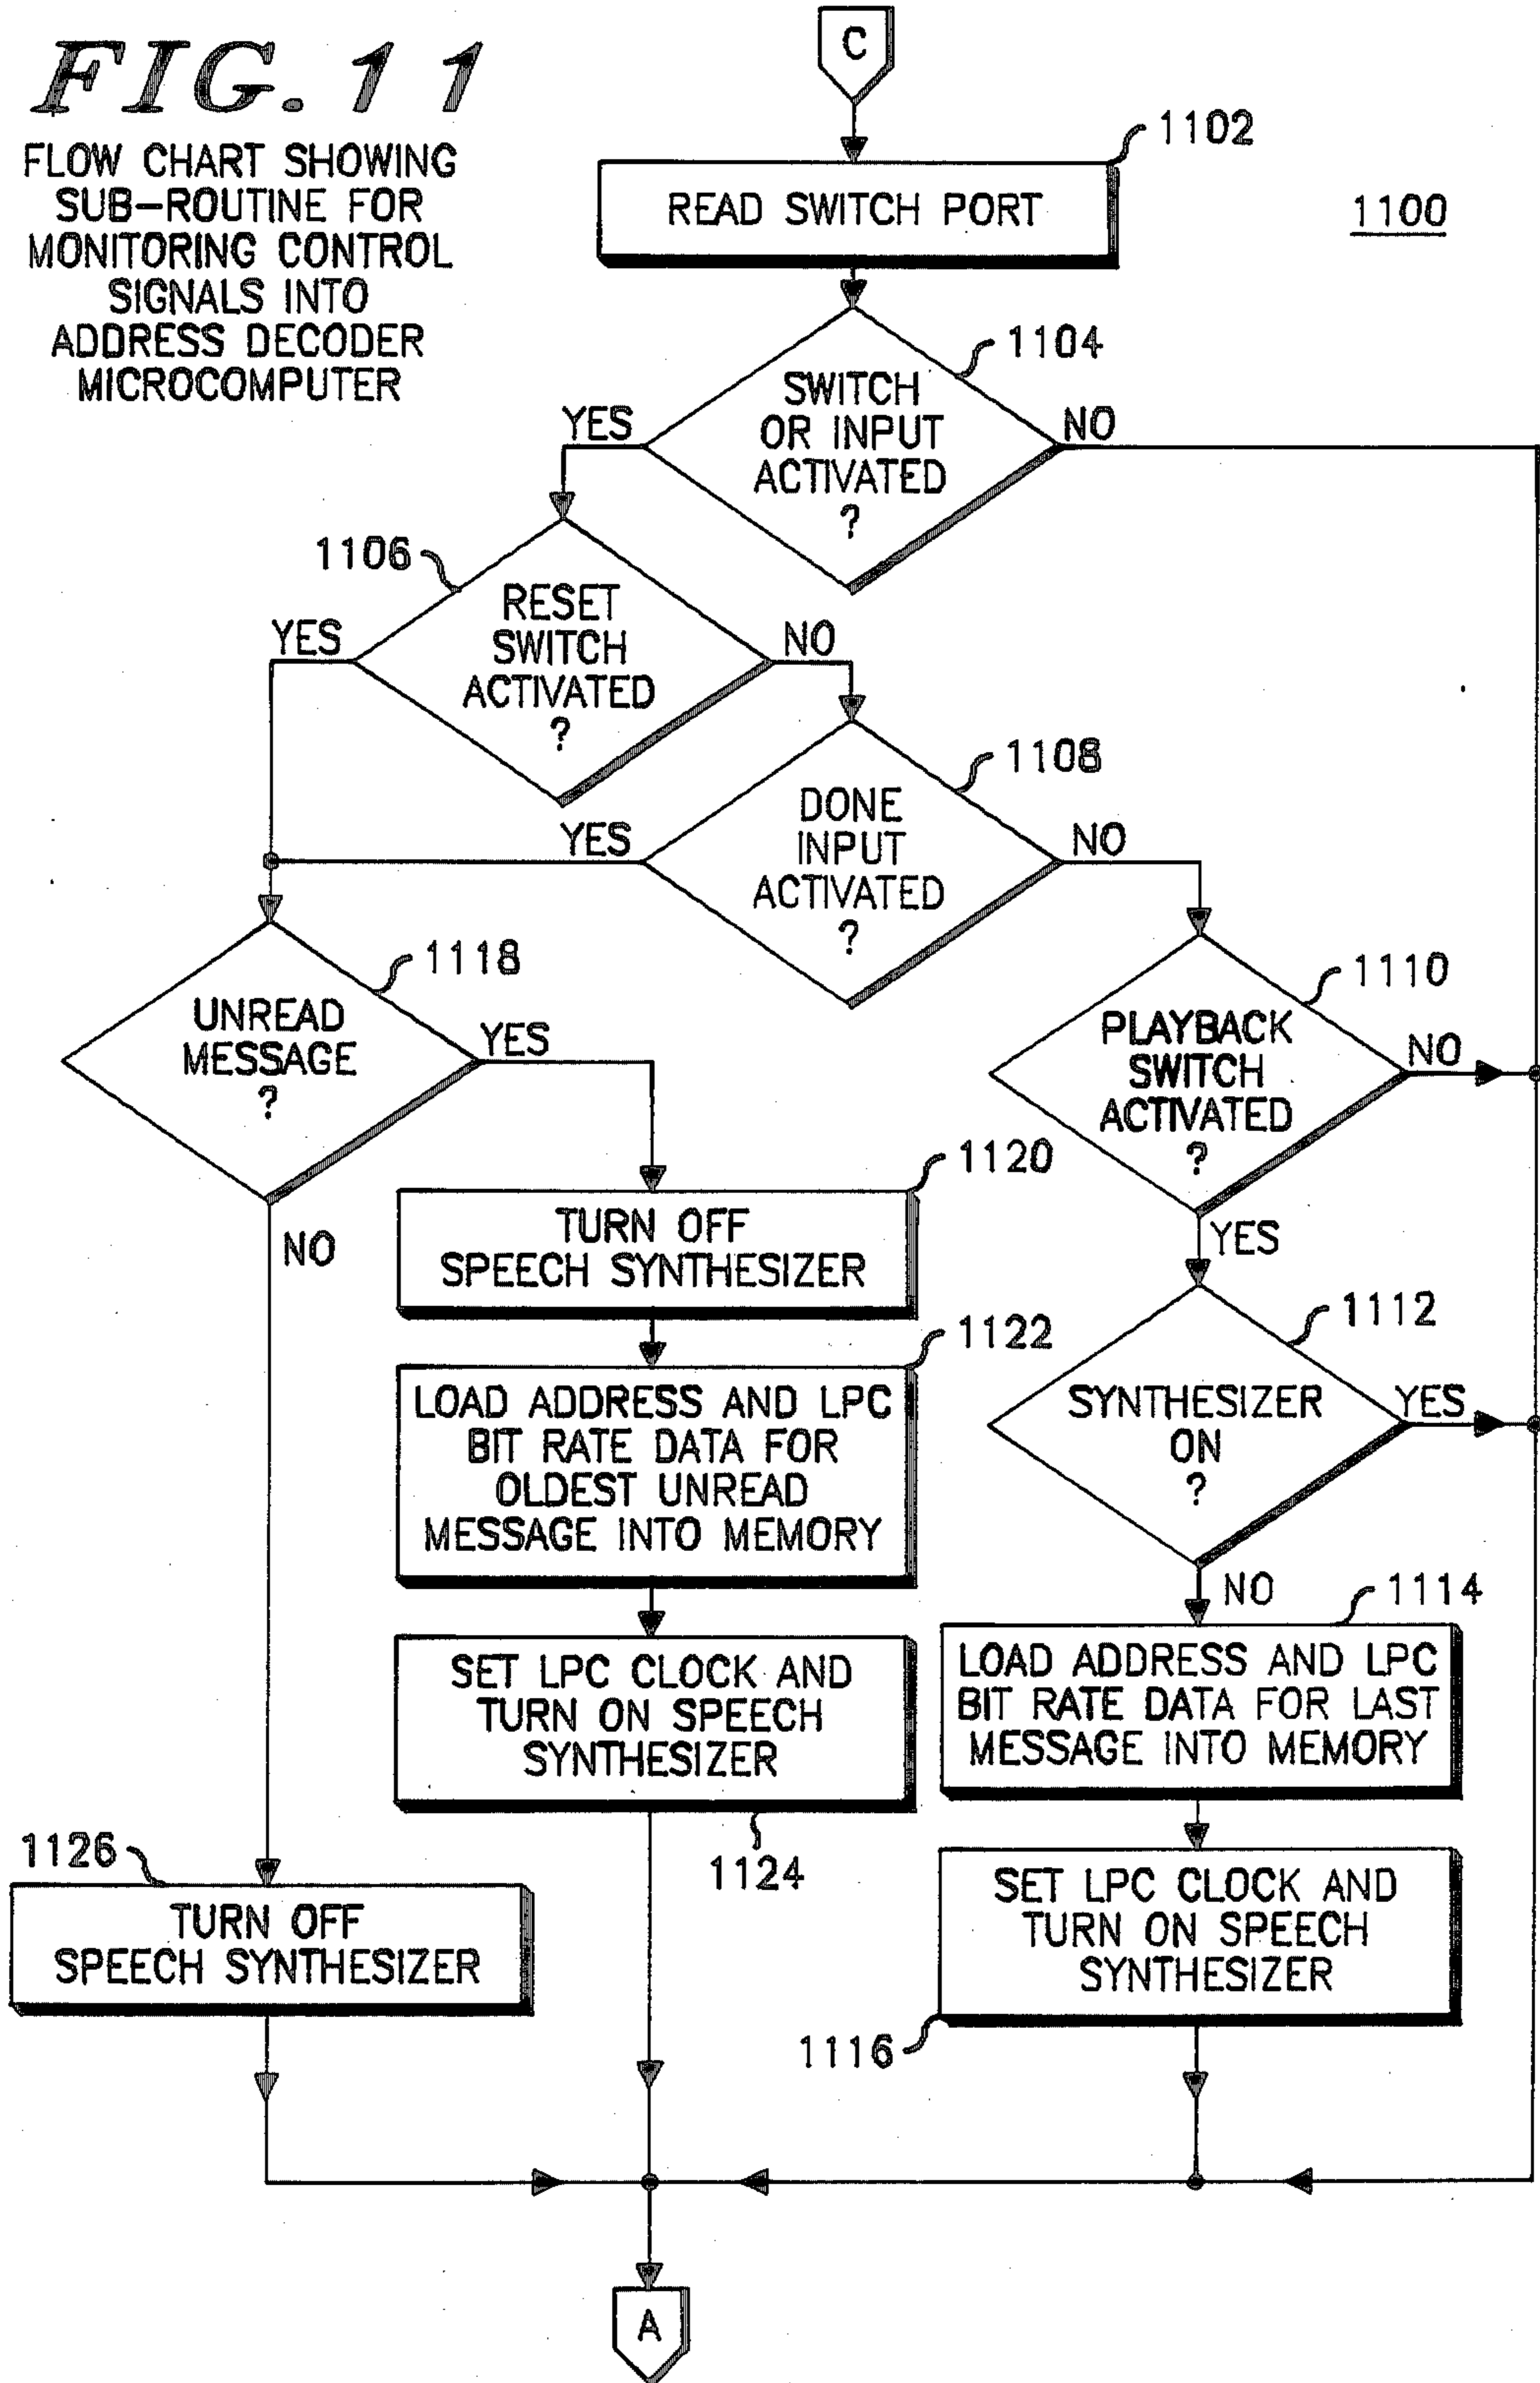 C
FIG. 11
FLOW CHART SHOWING
SUB-ROUTINE FOR
MONITORING CONTROL
SIGNALS INTO
ADDRESS DECODER
MICROCOMPUTER
1102
READ SWITCH PORT
1100
1104
SWITCH
OR INPUT
ACTIVATED
?
YES
NO
1106
RESET
SWITCH
ACTIVATED
?
YES
NO
1108
DONE
INPUT
ACTIVATED
?
YES
NO
1118
UNREAD
MESSAGE
?
YES
NO
1110
PLAYBACK
SWITCH
ACTIVATED
?
NO
YES
1120
TURN OFF
SPEECH SYNTHESIZER
1112
SYNTHESIZER
ON
?
YES
NO
1122
LOAD ADDRESS AND LPC
BIT RATE DATA FOR
OLDEST UNREAD
MESSAGE INTO MEMORY
1114
LOAD ADDRESS AND LPC
BIT RATE DATA FOR LAST
MESSAGE INTO MEMORY
SET LPC CLOCK AND
TURN ON SPEECH
SYNTHESIZER
1124
1126
TURN OFF
SPEECH SYNTHESIZER
SET LPC CLOCK AND
TURN ON SPEECH
SYNTHESIZER
1116
A